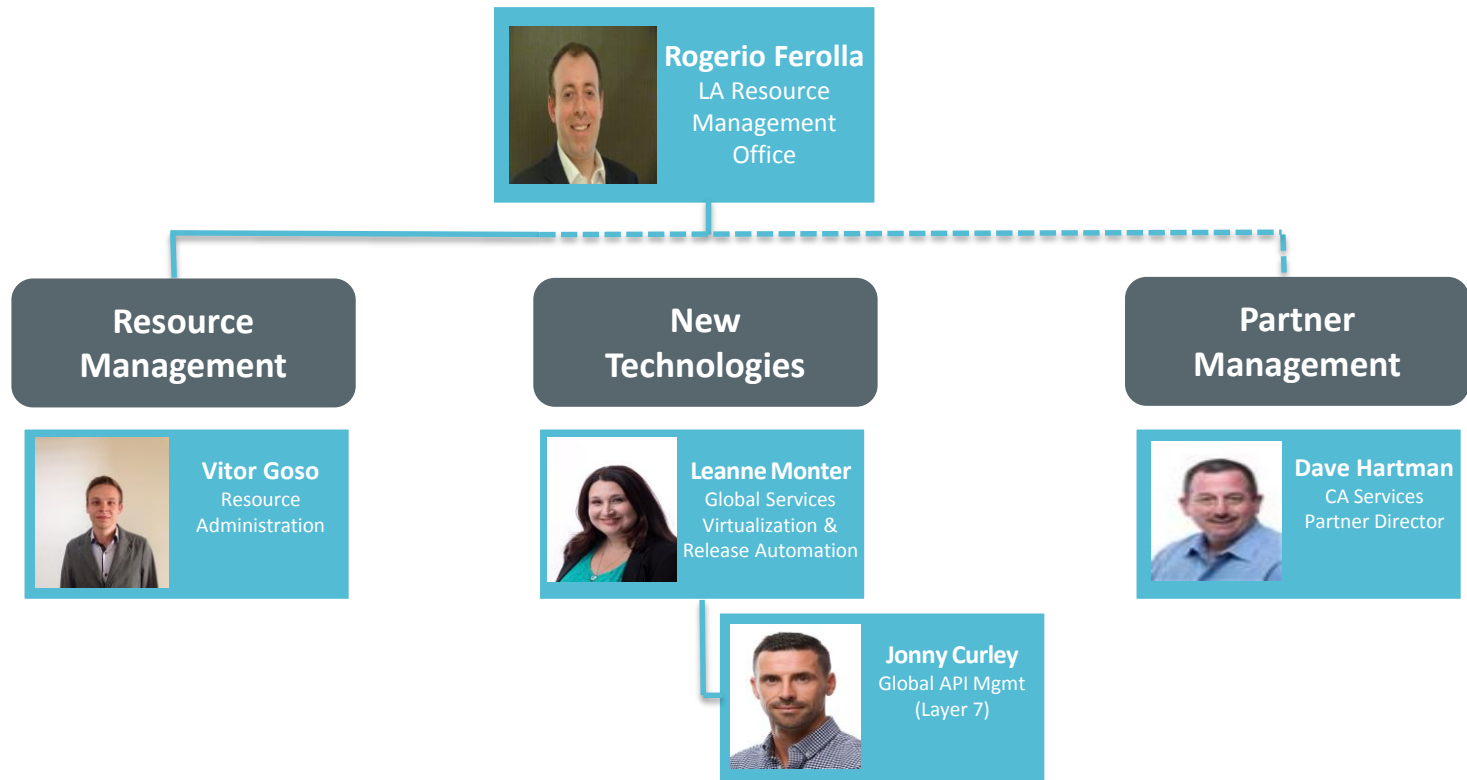 Rogerio Ferolla
LA Resource
Management
Office
Resource
Management
New
Technologies
Partner
Management
Vitor Goso
Resource
Administration
Leanne Monter
Global Services
Virtualization &
Release Automation
Dave Hartman
CA Services
Partner Director
Jonny Curley
Global API Mgmt
(Layer 7)